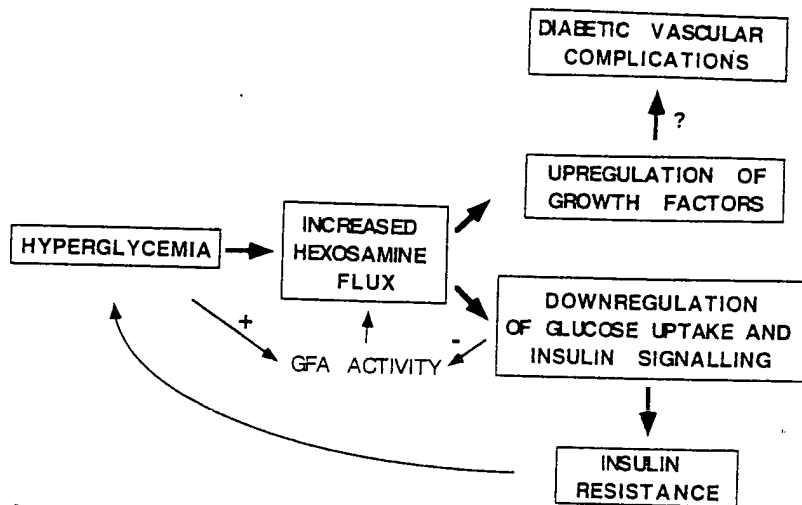 DIABETIC VASCULAR
COMPLICATIONS
?
UPREGULATION OF
GROWTH FACTORS
HYPERGLYCEMIA
INCREASED
HEXOSAMINE
FLUX
DOWNREGULATION
OF GLUCOSE UPTAKE AND
INSULIN SIGNALLING
+
-
GFA ACTIVITY
INSULIN
RESISTANCE